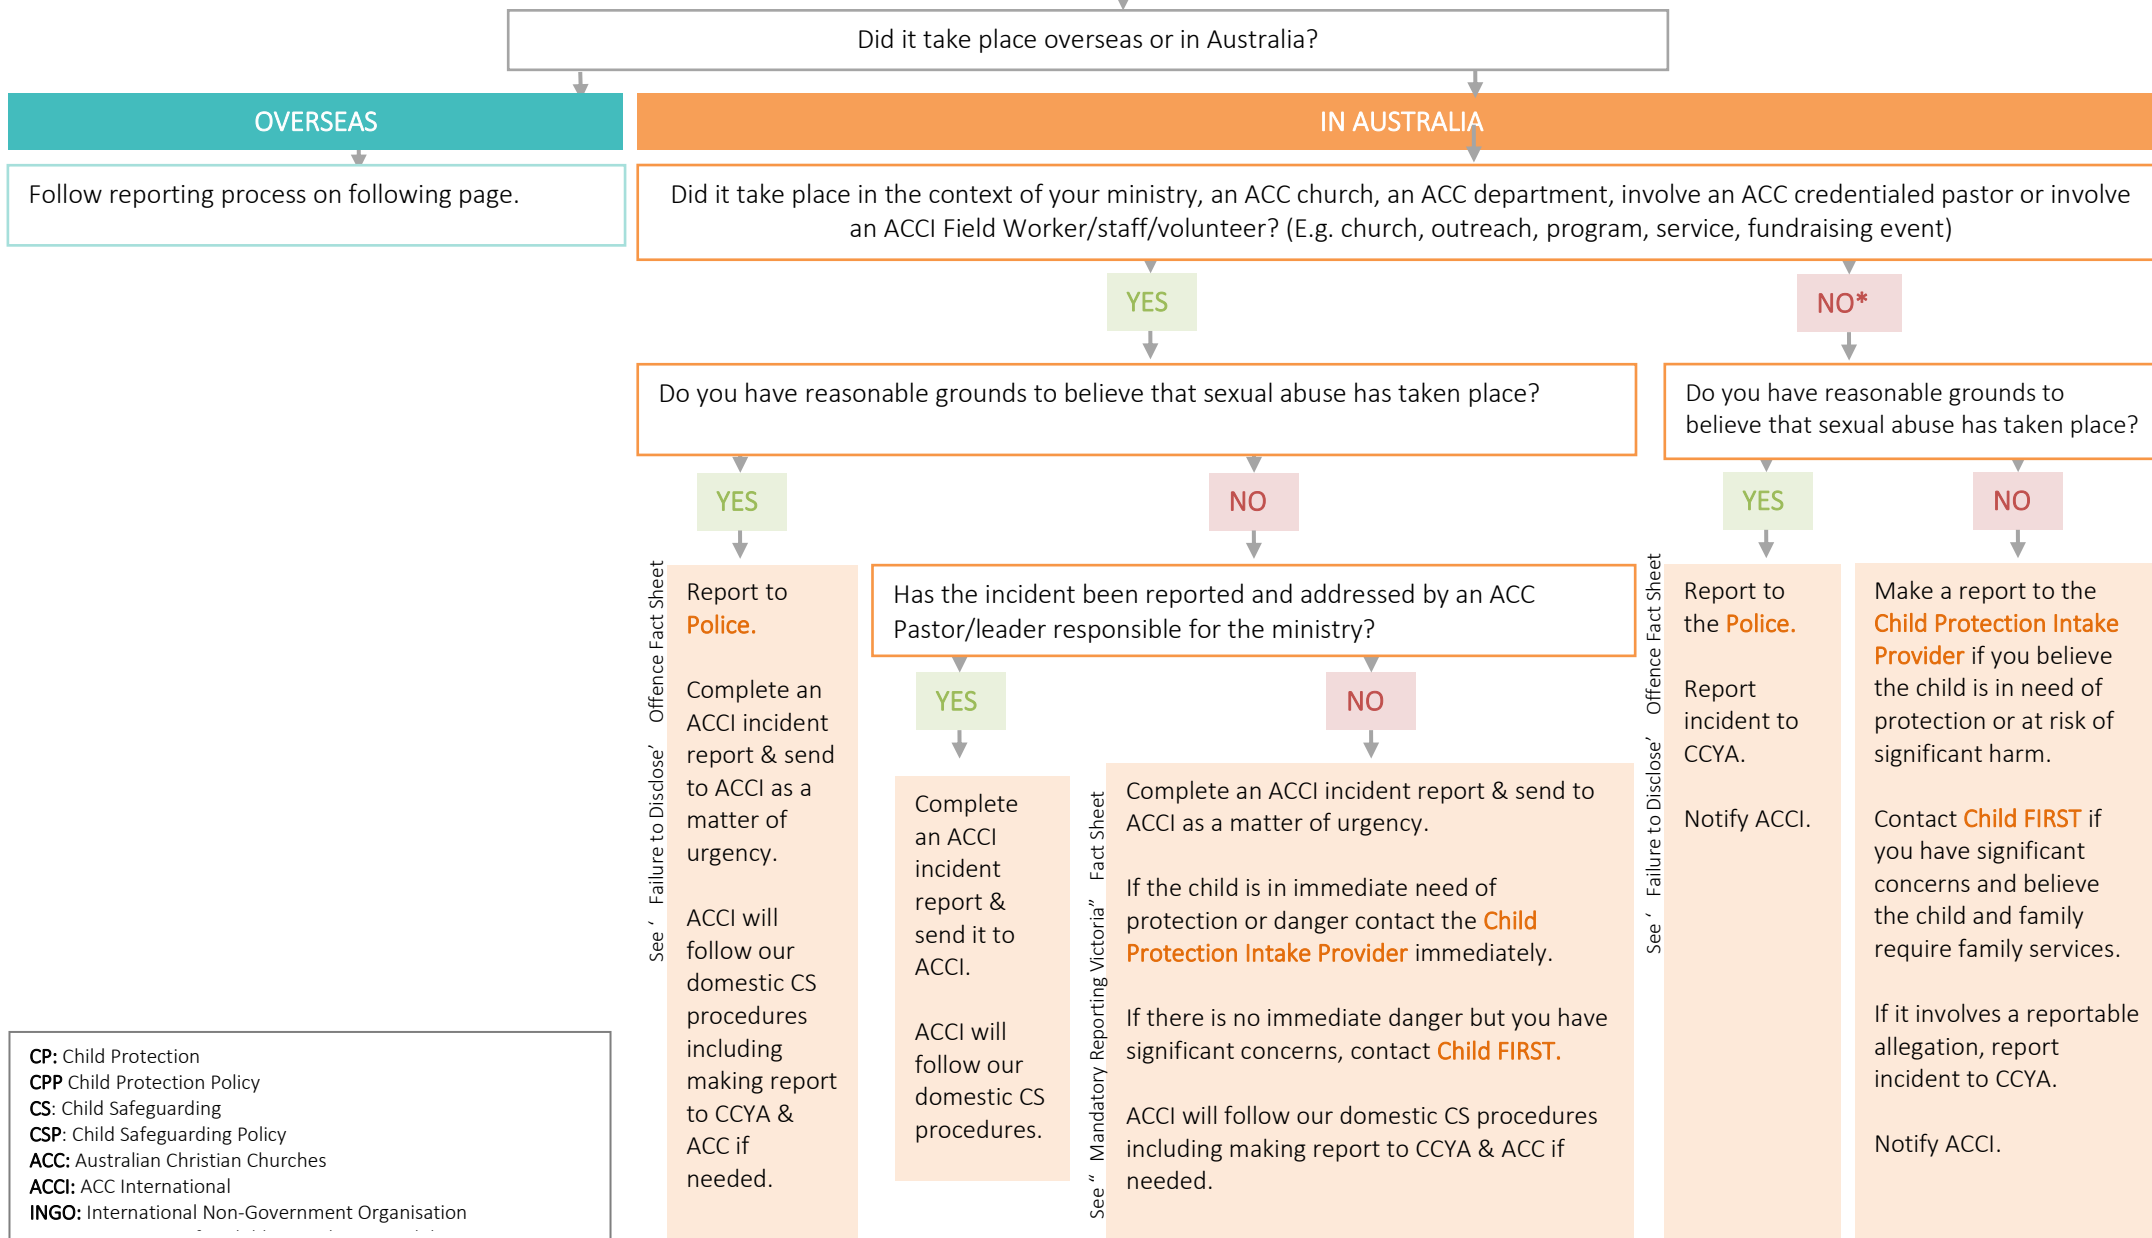 Did it take place overseas or in Australia?
OVERSEAS
IN AUSTRALIA
Follow reporting process on following page.
Did it take place in the context of your ministry, an ACC church, an ACC department, involve an ACC credentialed pastor or involve
an ACCI Field Worker/staff/volunteer? (E.g. church, outreach, program, service, fundraising event)
YES
NO*
Do you have reasonable grounds to believe that sexual abuse has taken place?
Do you have reasonable grounds to
believe that sexual abuse has taken place?
YES
NO
YES
NO
See ‘ Failure to Disclose’ Offence Fact Sheet
Report to
Police.
Complete an
ACCI incident
report & send
to ACCI as a
matter of
urgency.
ACCI will
follow our
domestic CS
procedures
including
making report
to CCYA &
ACC if
needed.
Has the incident been reported and addressed by an ACC
Pastor/leader responsible for the ministry?
YES
NO
Complete
an ACCI
incident
report &
send it to
ACCI.
ACCI will
follow our
domestic CS
procedures.
See “ Mandatory Reporting Victoria” Fact Sheet
Complete an ACCI incident report & send to
ACCI as a matter of urgency.
If the child is in immediate need of
protection or danger contact the Child
Protection Intake Provider immediately.
If there is no immediate danger but you have
significant concerns, contact Child FIRST.
ACCI will follow our domestic CS procedures
including making report to CCYA & ACC if
needed.
See ‘ Failure to Disclose’ Offence Fact Sheet
Report to
the Police.
Report
incident to
CCYA.
Notify ACCI.
Make a report to the
Child Protection Intake
Provider if you believe
the child is in need of
protection or at risk of
significant harm.
Contact Child FIRST if
you have significant
concerns and believe
the child and family
require family services.
If it involves a reportable
allegation, report
incident to CCYA.
Notify ACCI.
CP: Child Protection
CPP Child Protection Policy
CS: Child Safeguarding
CSP: Child Safeguarding Policy
ACC: Australian Christian Churches
ACCI: ACC International
INGO: International Non-Government Organisation